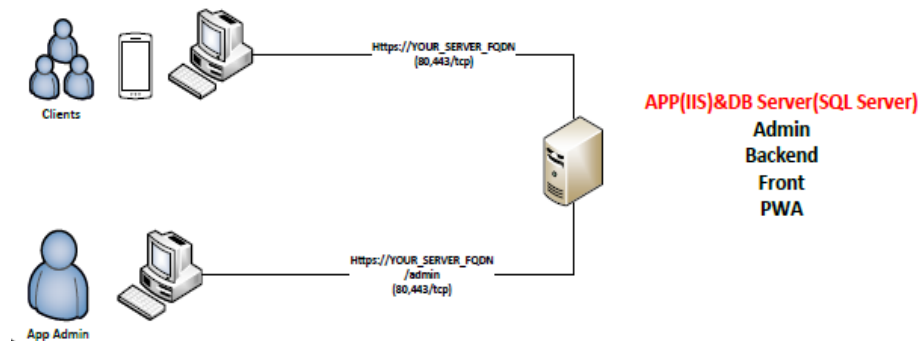 Https://YOUR_SERVER_FQDN
(80,443/tcp)
Clients
APP(IIS)&DB Server(SQL Server)
Admin
Backend
Front
PWA
Https://YOUR_SERVER_FQDN
/admin
(80,443/tcp)
App Admin